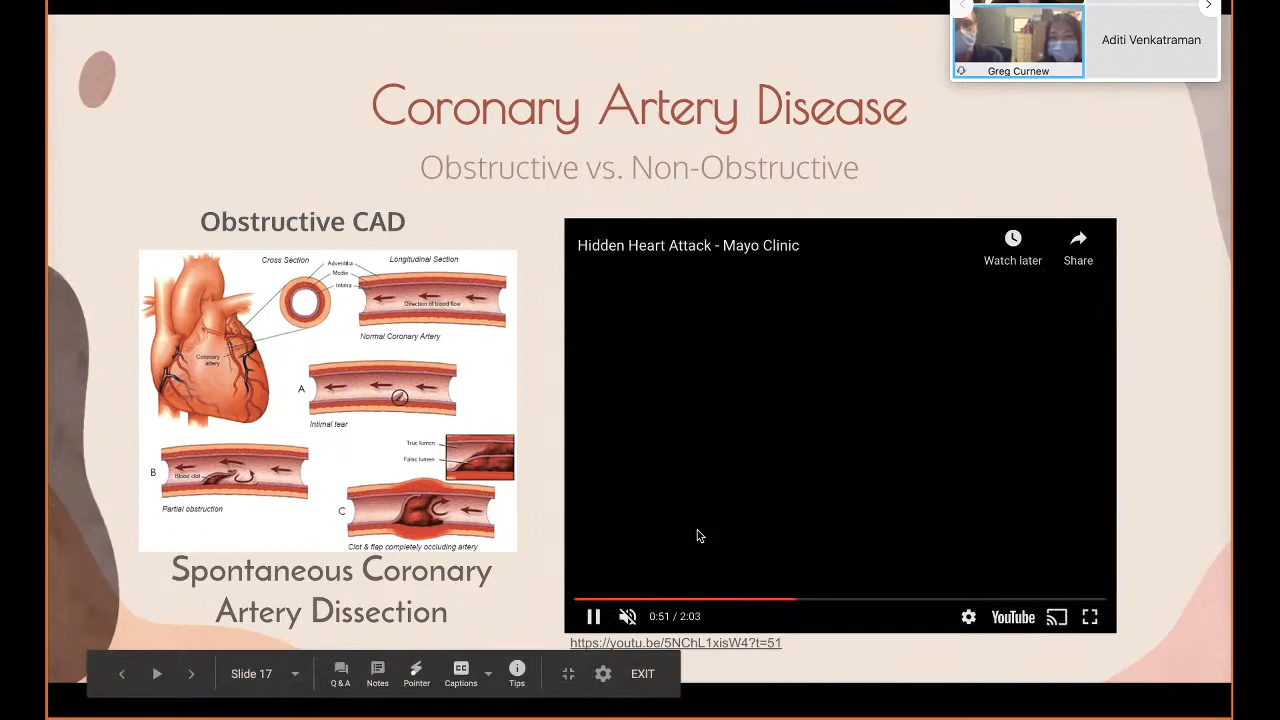 Greg Curnew
Aditi Venkatraman
Coronary Artery Disease
Obstructive vs. Non-Obstructive
Obstructive CAD
Cross Section
Longitudinal Section
Adventitia
Media
Intima
Direction of blood flow
Normal Coronary Artery
Coronary
artery
A
Intimal tear
True lumen
False lumen
B
Blood clot
Partial obstruction
C
Clot & flap completely occluding artery
Spontaneous Coronary
Artery Dissection
Hidden Heart Attack - Mayo Clinic
Watch later
Share
0:51 / 2:03
YouTube
https://youtu.be/5NChL1xisW4?t=51
Slide 17
Q & A
Notes
Pointer
Captions
Tips
EXIT